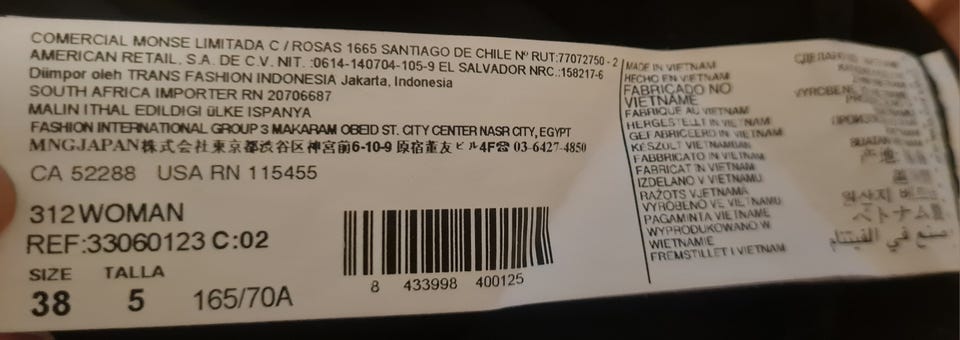 COMERCIAL MONSE LIMITADA C / ROSAS 1665 SANTIAGO DE CHILE Nº RUT:77072750 - 2
AMERICAN RETAIL, S.A. DE C.V. NIT. :0614-140704-105-9 EL SALVADOR NRC.:158217-6
Diimpor oleh TRANS FASHION INDONESIA Jakarta, Indonesia
SOUTH AFRICA IMPORTER RN 20706687
MALIN ITHAL EDILDIGI üLKE ISPANYA
FASHION INTERNATIONAL GROUP 3 MAKARAM OBEID ST. CITY CENTER NASR CITY, EGYPT
MNGJAPAN株式会社東京都渋谷区神宮前6-10-9 原宿董友ビル4F☎ 03-6427-4850
CA 52288 USA RN 115455
312 WOMAN
REF:33060123 C:02
SIZE TALLA
38 5 165/70A
8 433998 400125
MADE IN VIETNAM
HECHO EN VIETNAM
FABRICADO NO
VIETNAME
FABRIQUE AU VIETNAM
HERGESTELLT IN VIETNAM
GEFABRICEERD IN VIETNAM
KESZULT VIETNAMBAN
FABBRICATO IN VIETNAM
FABRICAT IN VIETNAM
IZDELANO V VIETNAMU
RAŽOTS VJETNAMĀ
VYROBENO VE VIETNAMU
PAGAMINTA VIETNAME
WYPRODUKOWANO W
WIETNAMIE
FREMSTILLET I VIETNAM
ベトナム製
صنع في الفيتنام